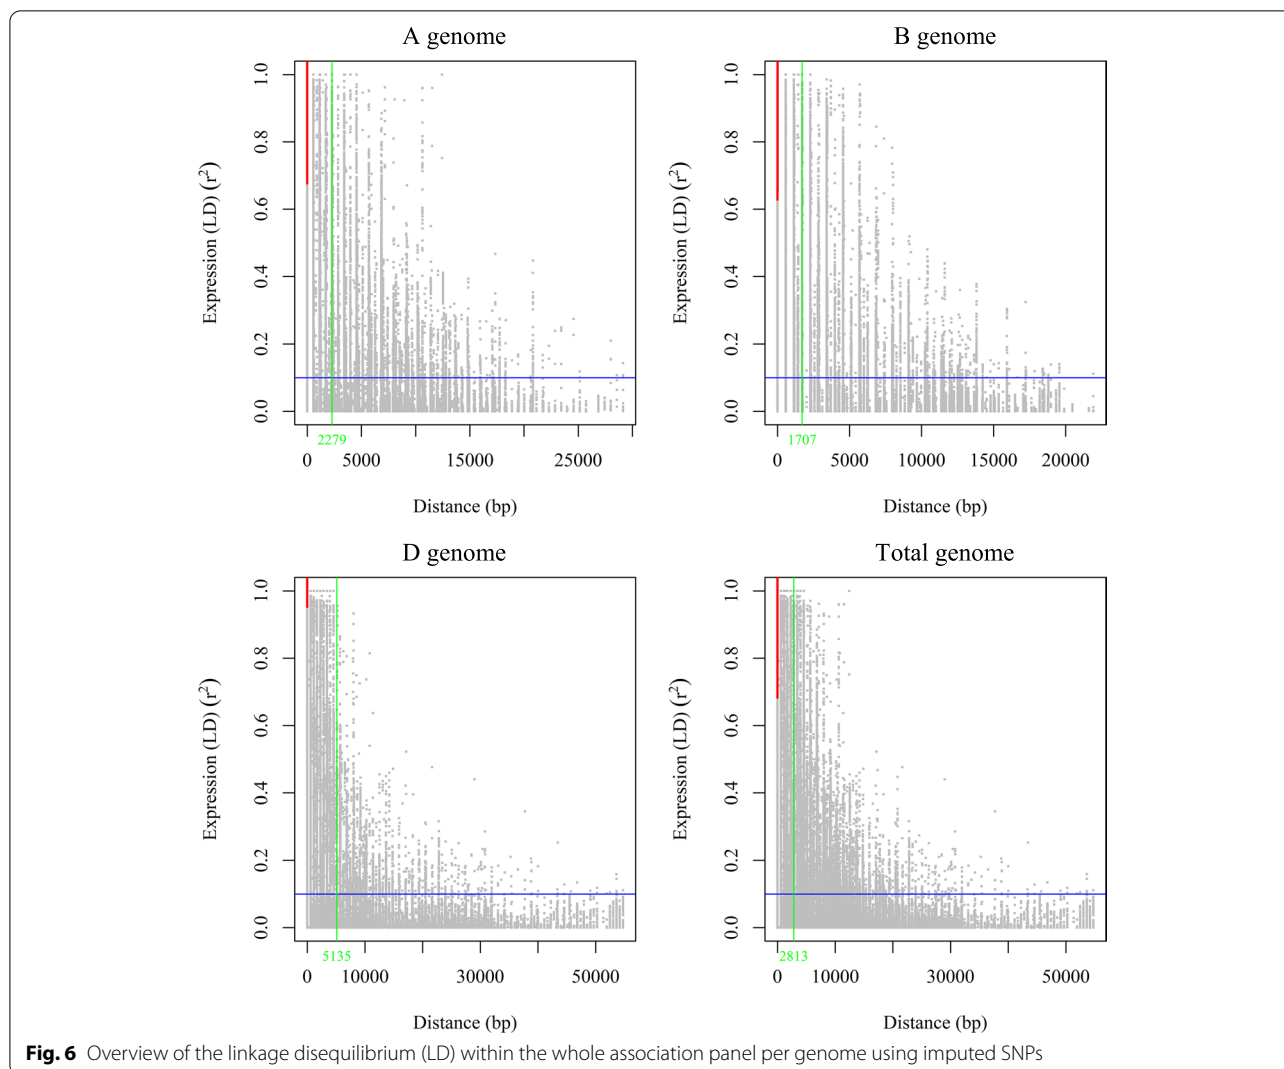 A genome
Expression (LD) (r²)
1.0
0.8
0.6
0.4
0.2
0.0
2279
0 5000 15000 25000
Distance (bp)
B genome
Expression (LD) (r²)
1.0
0.8
0.6
0.4
0.2
0.0
1707
0 5000 10000 15000 20000
Distance (bp)
D genome
Expression (LD) (r²)
1.0
0.8
0.6
0.4
0.2
0.0
5135
0 10000 30000 50000
Distance (bp)
Total genome
Expression (LD) (r²)
1.0
0.8
0.6
0.4
0.2
0.0
2813
0 10000 30000 50000
Distance (bp)
Fig. 6 Overview of the linkage disequilibrium (LD) within the whole association panel per genome using imputed SNPs